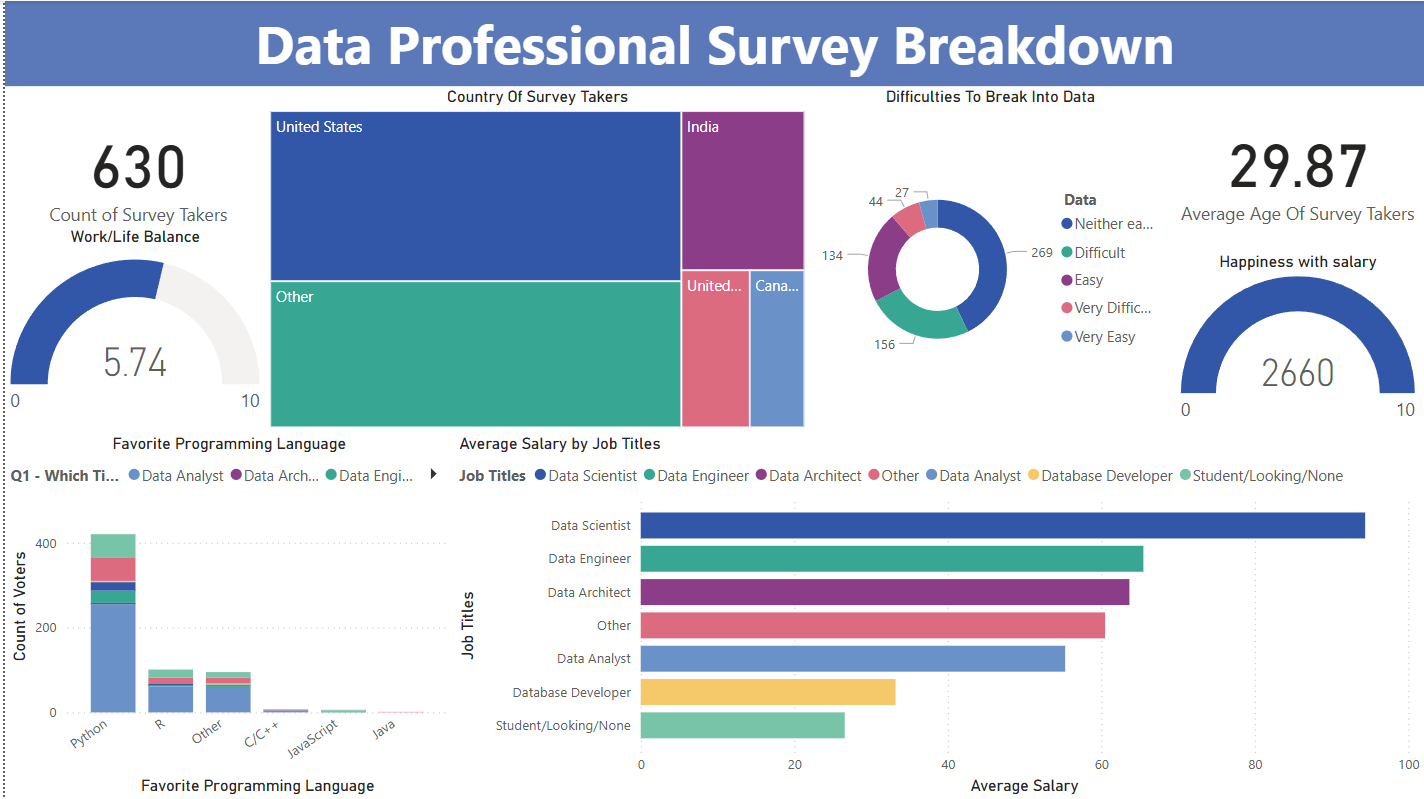 Data Professional Survey Breakdown
630
Count of Survey Takers
Work/Life Balance
5.74
0
10
Country Of Survey Takers
United States
Other
India
United...
Cana...
Difficulties To Break Into Data
27
44
134
156
269
Data
Neither ea...
Difficult
Easy
Very Diffic...
Very Easy
29.87
Average Age Of Survey Takers
Happiness with salary
2660
0
10
Favorite Programming Language
Q1 - Which Ti... Data Analyst Data Arch... Data Engi...
Count of Voters
400
200
0
Python
R
Other
C/C++
JavaScript
Java
Favorite Programming Language
Average Salary by Job Titles
Job Titles Data Scientist Data Engineer Data Architect Other Data Analyst Database Developer Student/Looking/None
Job Titles
Data Scientist
Data Engineer
Data Architect
Other
Data Analyst
Database Developer
Student/Looking/None
0 20 40 60 80 100
Average Salary